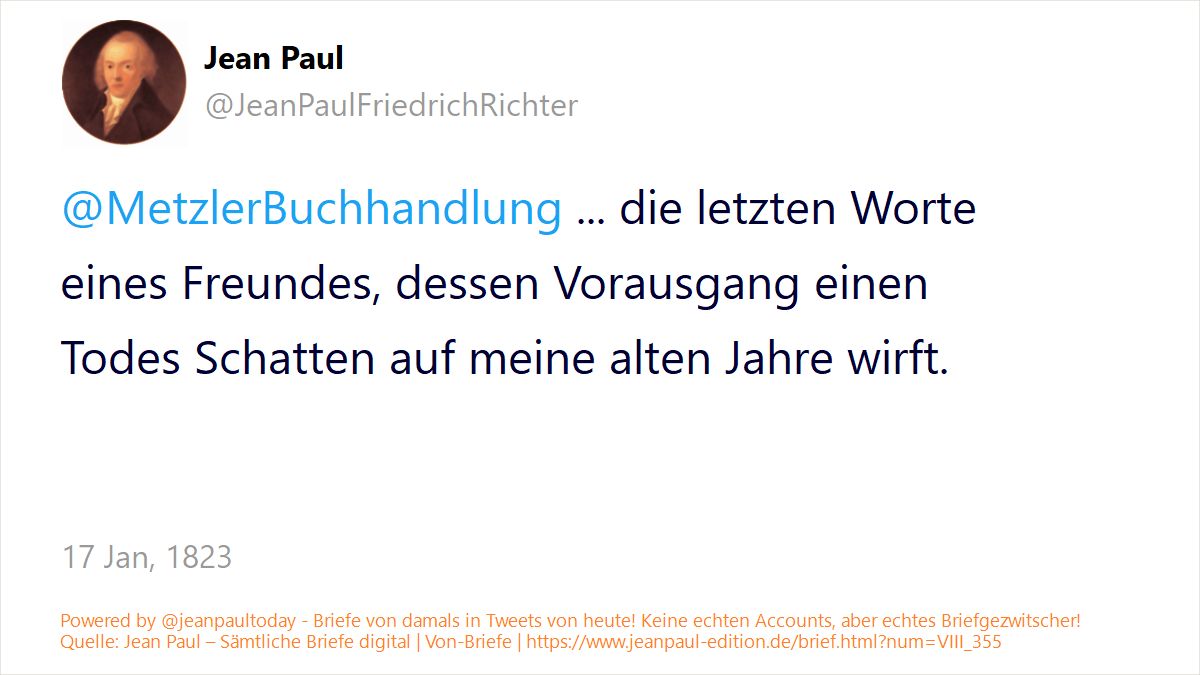 Jean Paul
@JeanPaulFriedrichRichter
@MetzlerBuchhandlung ... die letzten Worte
eines Freundes, dessen Vorausgang einen
Todes Schatten auf meine alten Jahre wirft.
17 Jan, 1823
Powered by @jeanpaultoday - Briefe von damals in Tweets von heute! Keine echten Accounts, aber echtes Briefgezwitscher!
Quelle: Jean Paul – Sämtliche Briefe digital | Von-Briefe | https://www.jeanpaul-edition.de/brief.html?num=VIII_355